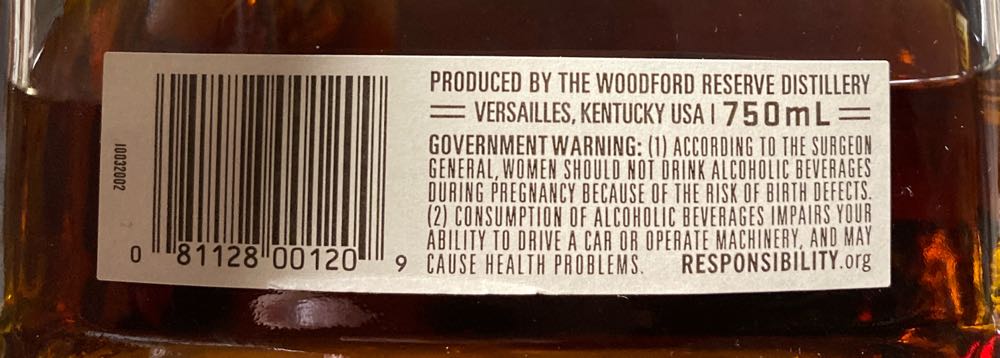 10032002
0 81128 00120 9
PRODUCED BY THE WOODFORD RESERVE DISTILLERY
VERSAILLES, KENTUCKY USA | 750mL
GOVERNMENT WARNING: (1) ACCORDING TO THE SURGEON
GENERAL, WOMEN SHOULD NOT DRINK ALCOHOLIC BEVERAGES
DURING PREGNANCY BECAUSE OF THE RISK OF BIRTH DEFECTS.
(2) CONSUMPTION OF ALCOHOLIC BEVERAGES IMPAIRS YOUR
ABILITY TO DRIVE A CAR OR OPERATE MACHINERY, AND MAY
CAUSE HEALTH PROBLEMS. RESPONSIBILITY.org